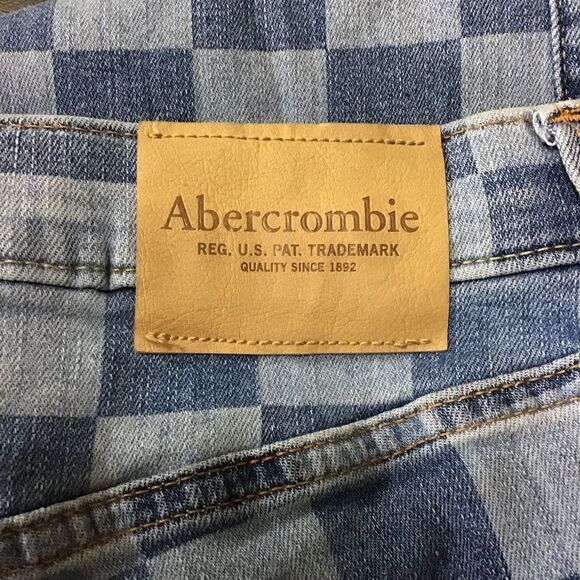 Abercrombie
REG. U.S. PAT. TRADEMARK
QUALITY SINCE 1892